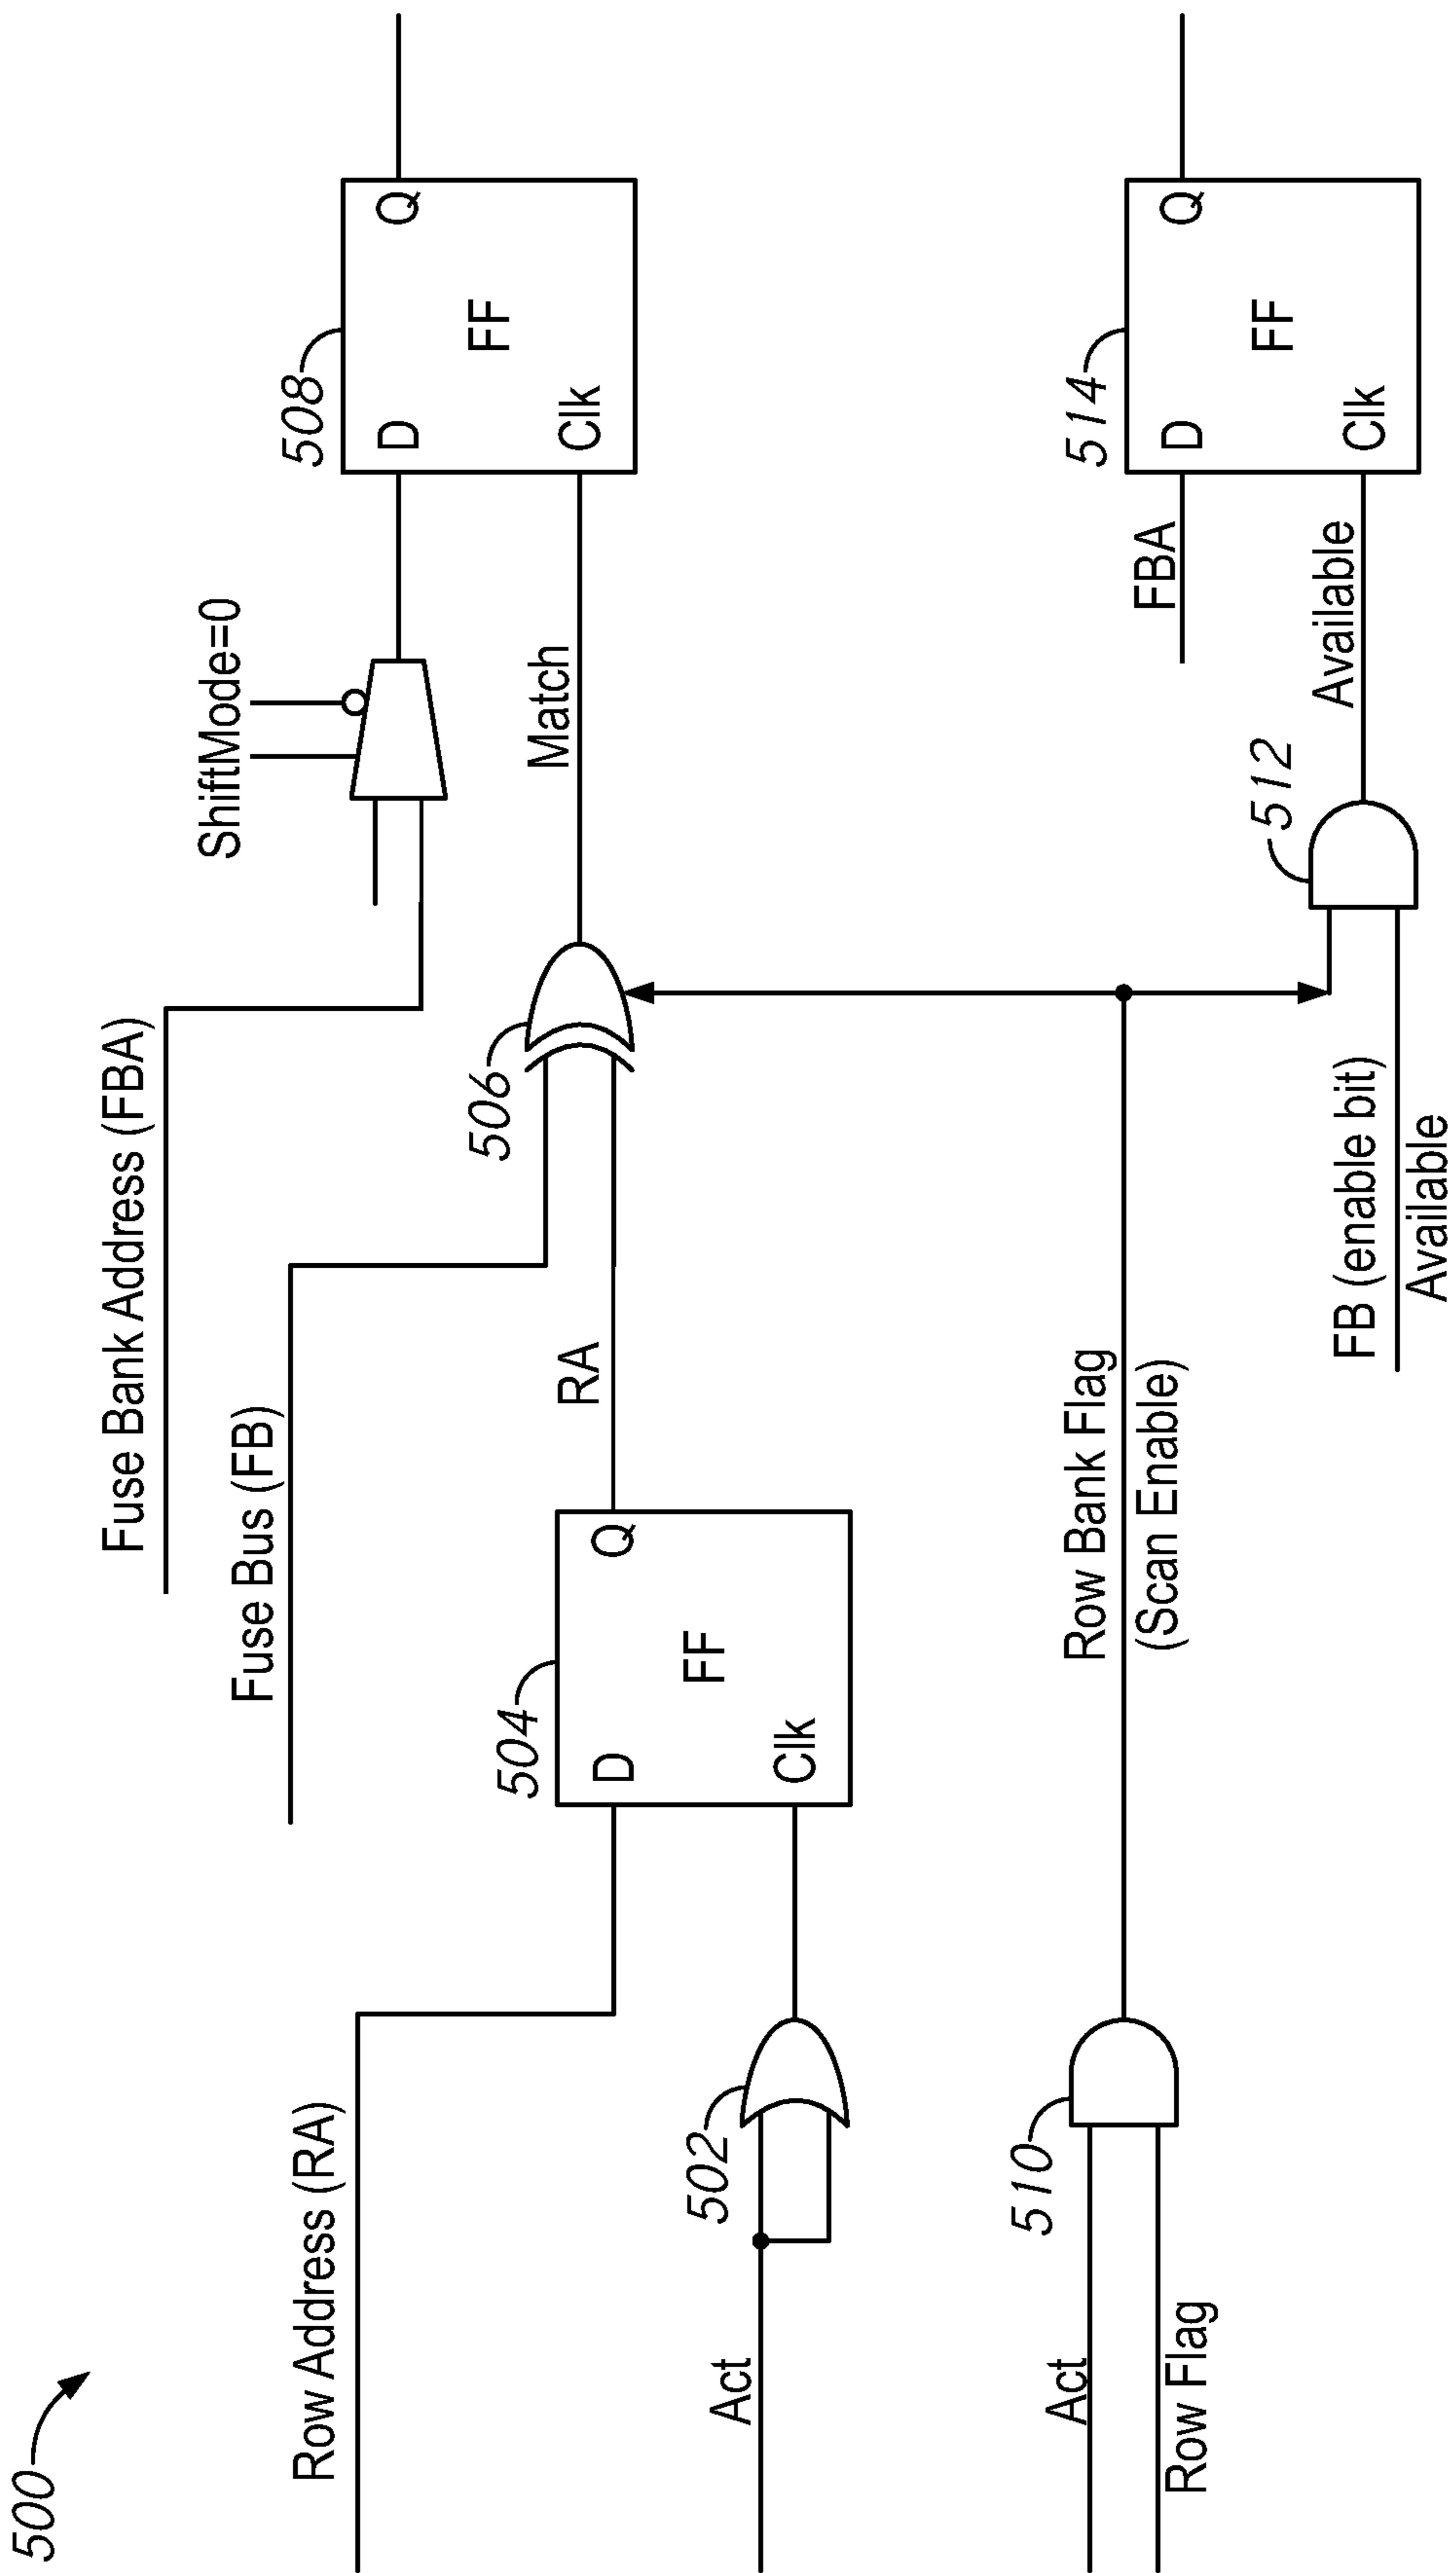 500
Row Address (RA)
Fuse Bank Address (FBA)
Fuse Bus (FB)
ShiftMode=0
508
D
Q
FF
Clk
504
D
Q
FF
Clk
RA
506
Match
Act
502
Act
Row Flag
510
Row Bank Flag
(Scan Enable)
FB (enable bit)
Available
512
Available
FBA
514
D
Q
FF
Clk